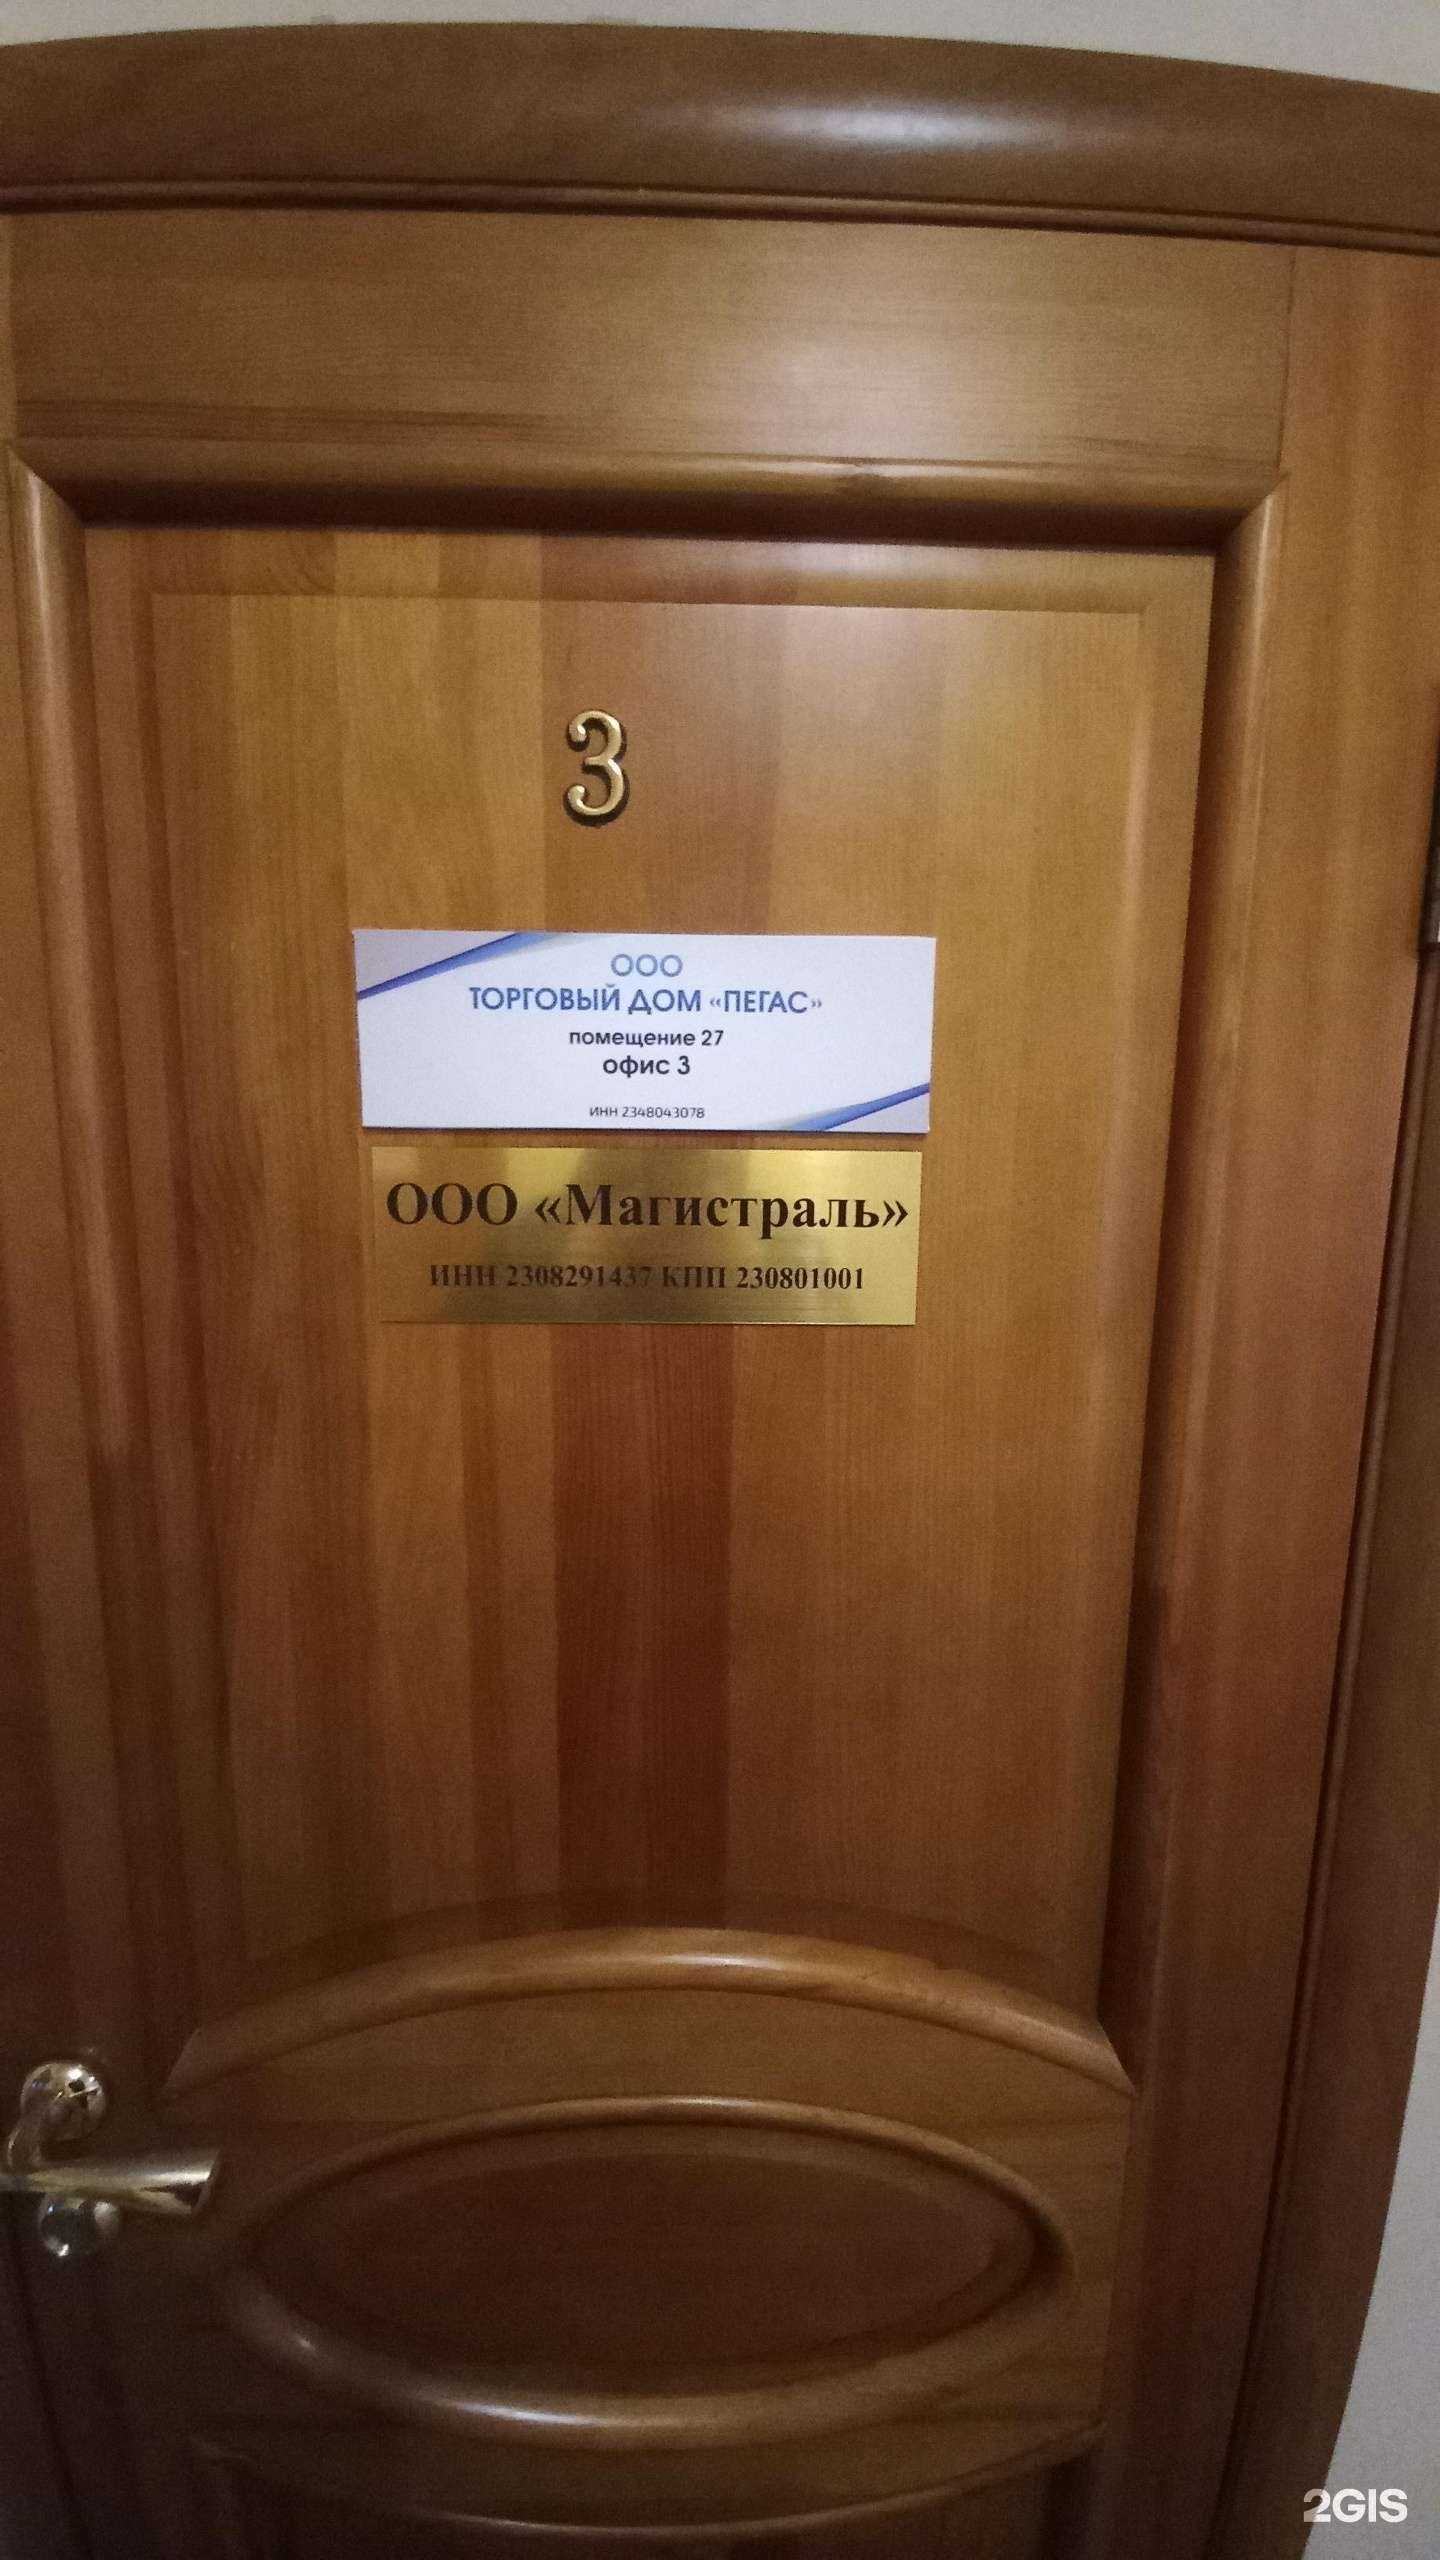 3
ООО
ТОРГОВЫЙ ДОМ «ПЕГАС»
помещение 27
офис 3
ИНН 2348043078
ООО «Магистраль»
ИНН 2308291437 КПП 230801001
2GIS